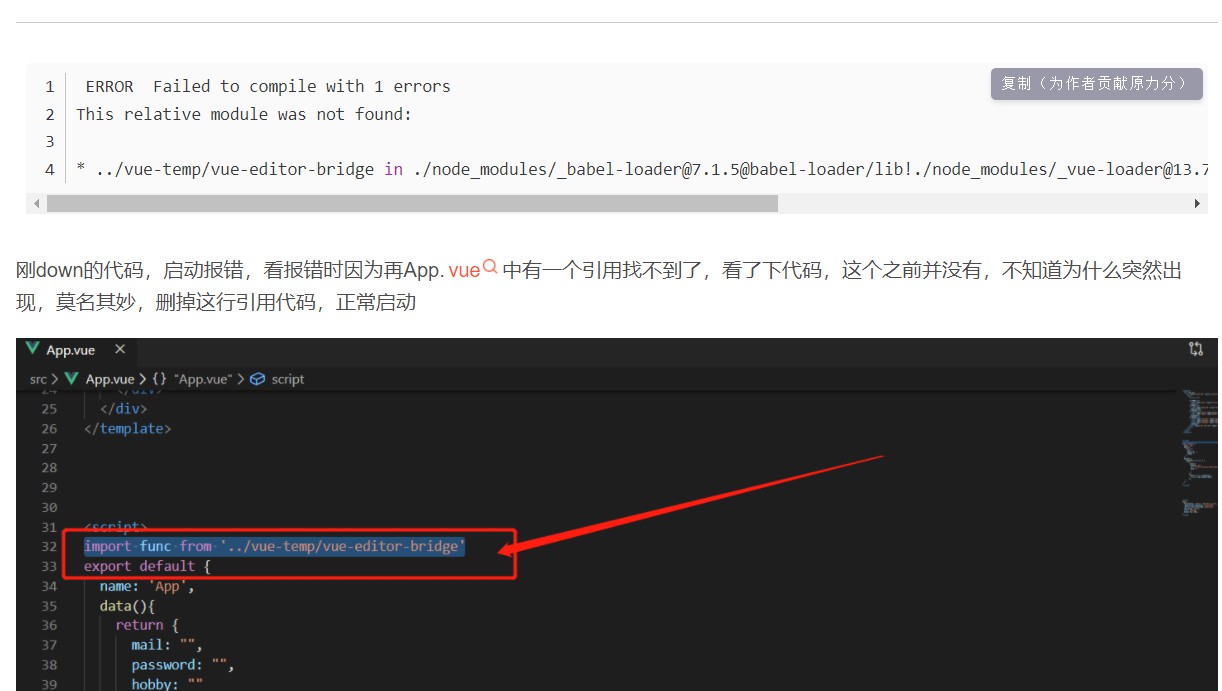 1 ERROR Failed to compile with 1 errors
复制（为作者贡献原力分）
2 This relative module was not found:
3
4 * ../vue-temp/vue-editor-bridge in ./node_modules/_babel-loader@7.1.5@babel-loader/lib!./node_modules/_vue-loader@13.7
刚down的代码，启动报错，看报错时因为再App.vue中有一个引用找不到了，看了下代码，这个之前并没有，不知道为什么突然出
现，莫名其妙，删掉这行引用代码，正常启动
App.vue ×
src > App.vue > {} "App.vue" > script
24 </div>
25 </div>
26 </template>
27
28
29
30
31 <script>
32 import func from '../vue-temp/vue-editor-bridge'
33 export default {
34 name: 'App',
35 data(){
36 return {
37 mail: "",
38 password: "",
39 hobby: ""